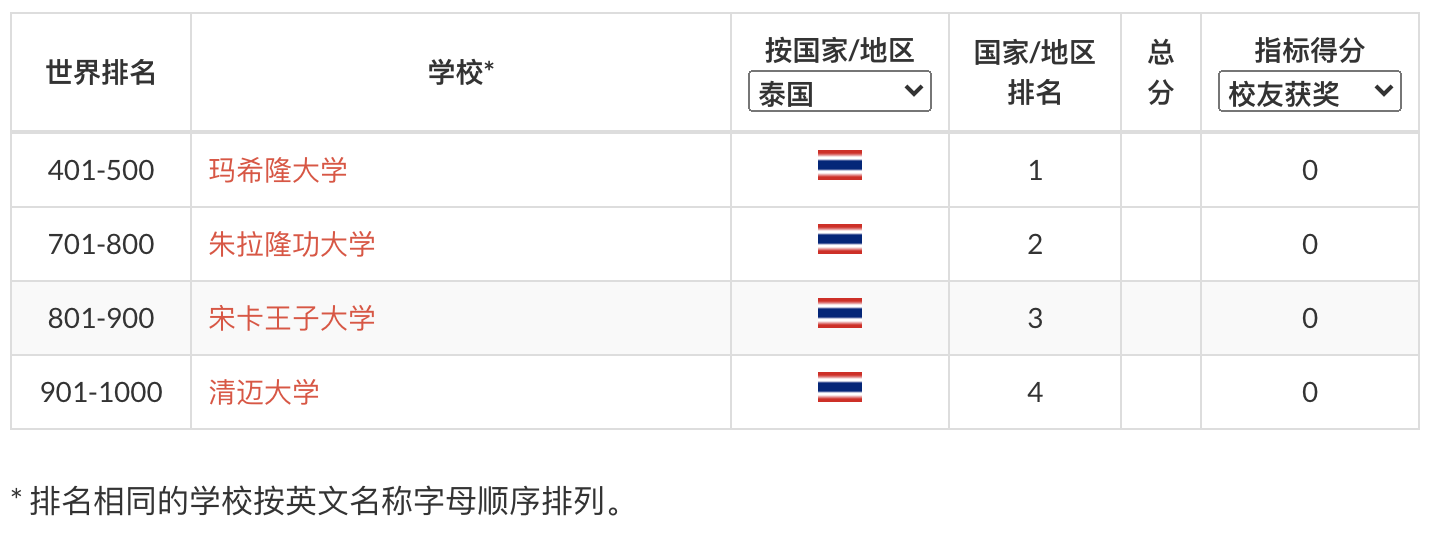 世界排名 学校* 按国家/地区 泰国 国家/地区排名 总分 指标得分 校友获奖
401-500 玛希隆大学 1 0
701-800 朱拉隆功大学 2 0
801-900 宋卡王子大学 3 0
901-1000 清迈大学 4 0
* 排名相同的学校按英文名称字母顺序排列。